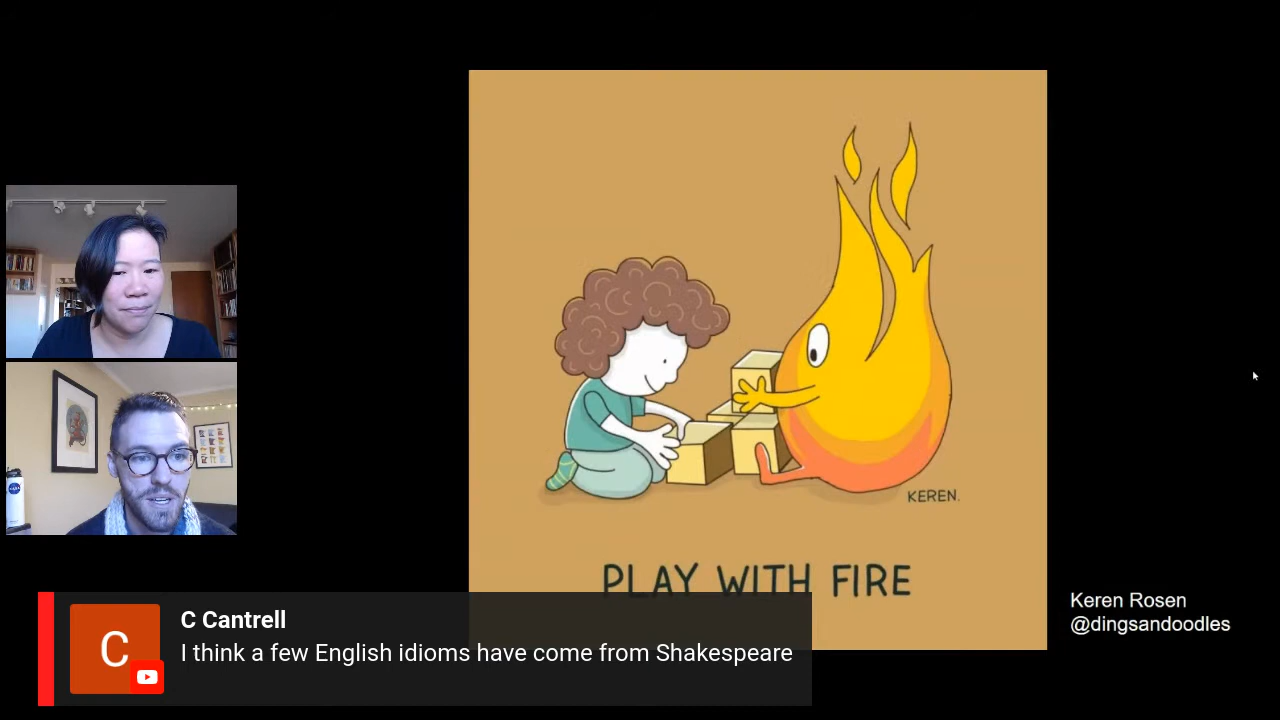 KEREN.
PLAY WITH FIRE
Keren Rosen
@dingsandoodles
C
C Cantrell
I think a few English idioms have come from Shakespeare